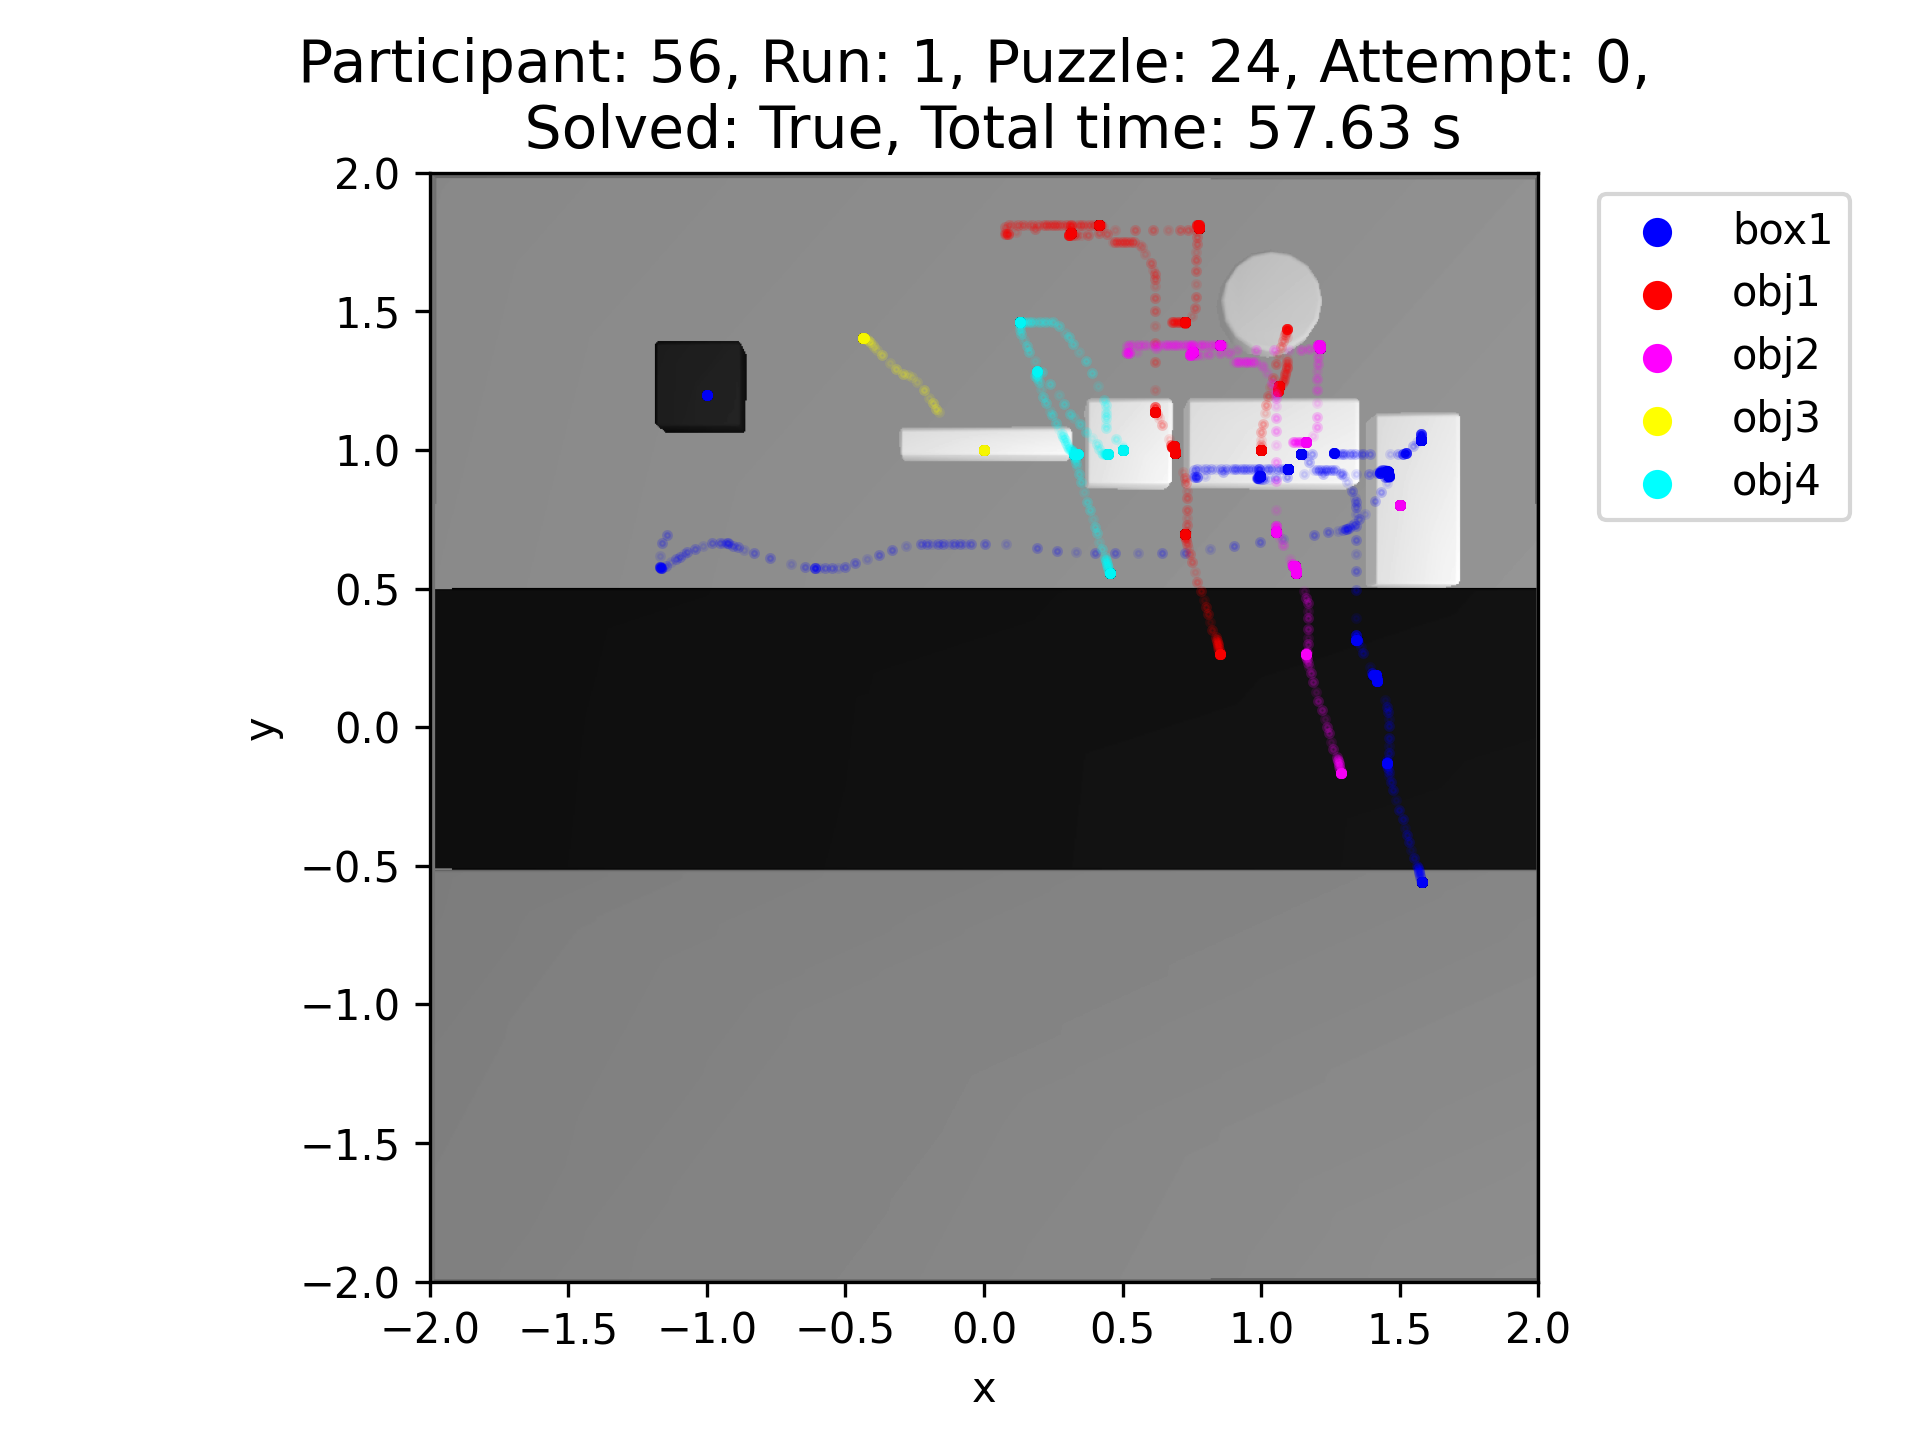 Participant: 56, Run: 1, Puzzle: 24, Attempt: 0,
Solved: True, Total time: 57.63 s
2.0
1.5
1.0
0.5
0.0
−0.5
−1.0
−1.5
−2.0
y
−2.0 −1.5 −1.0 −0.5 0.0 0.5 1.0 1.5 2.0
x
box1
obj1
obj2
obj3
obj4